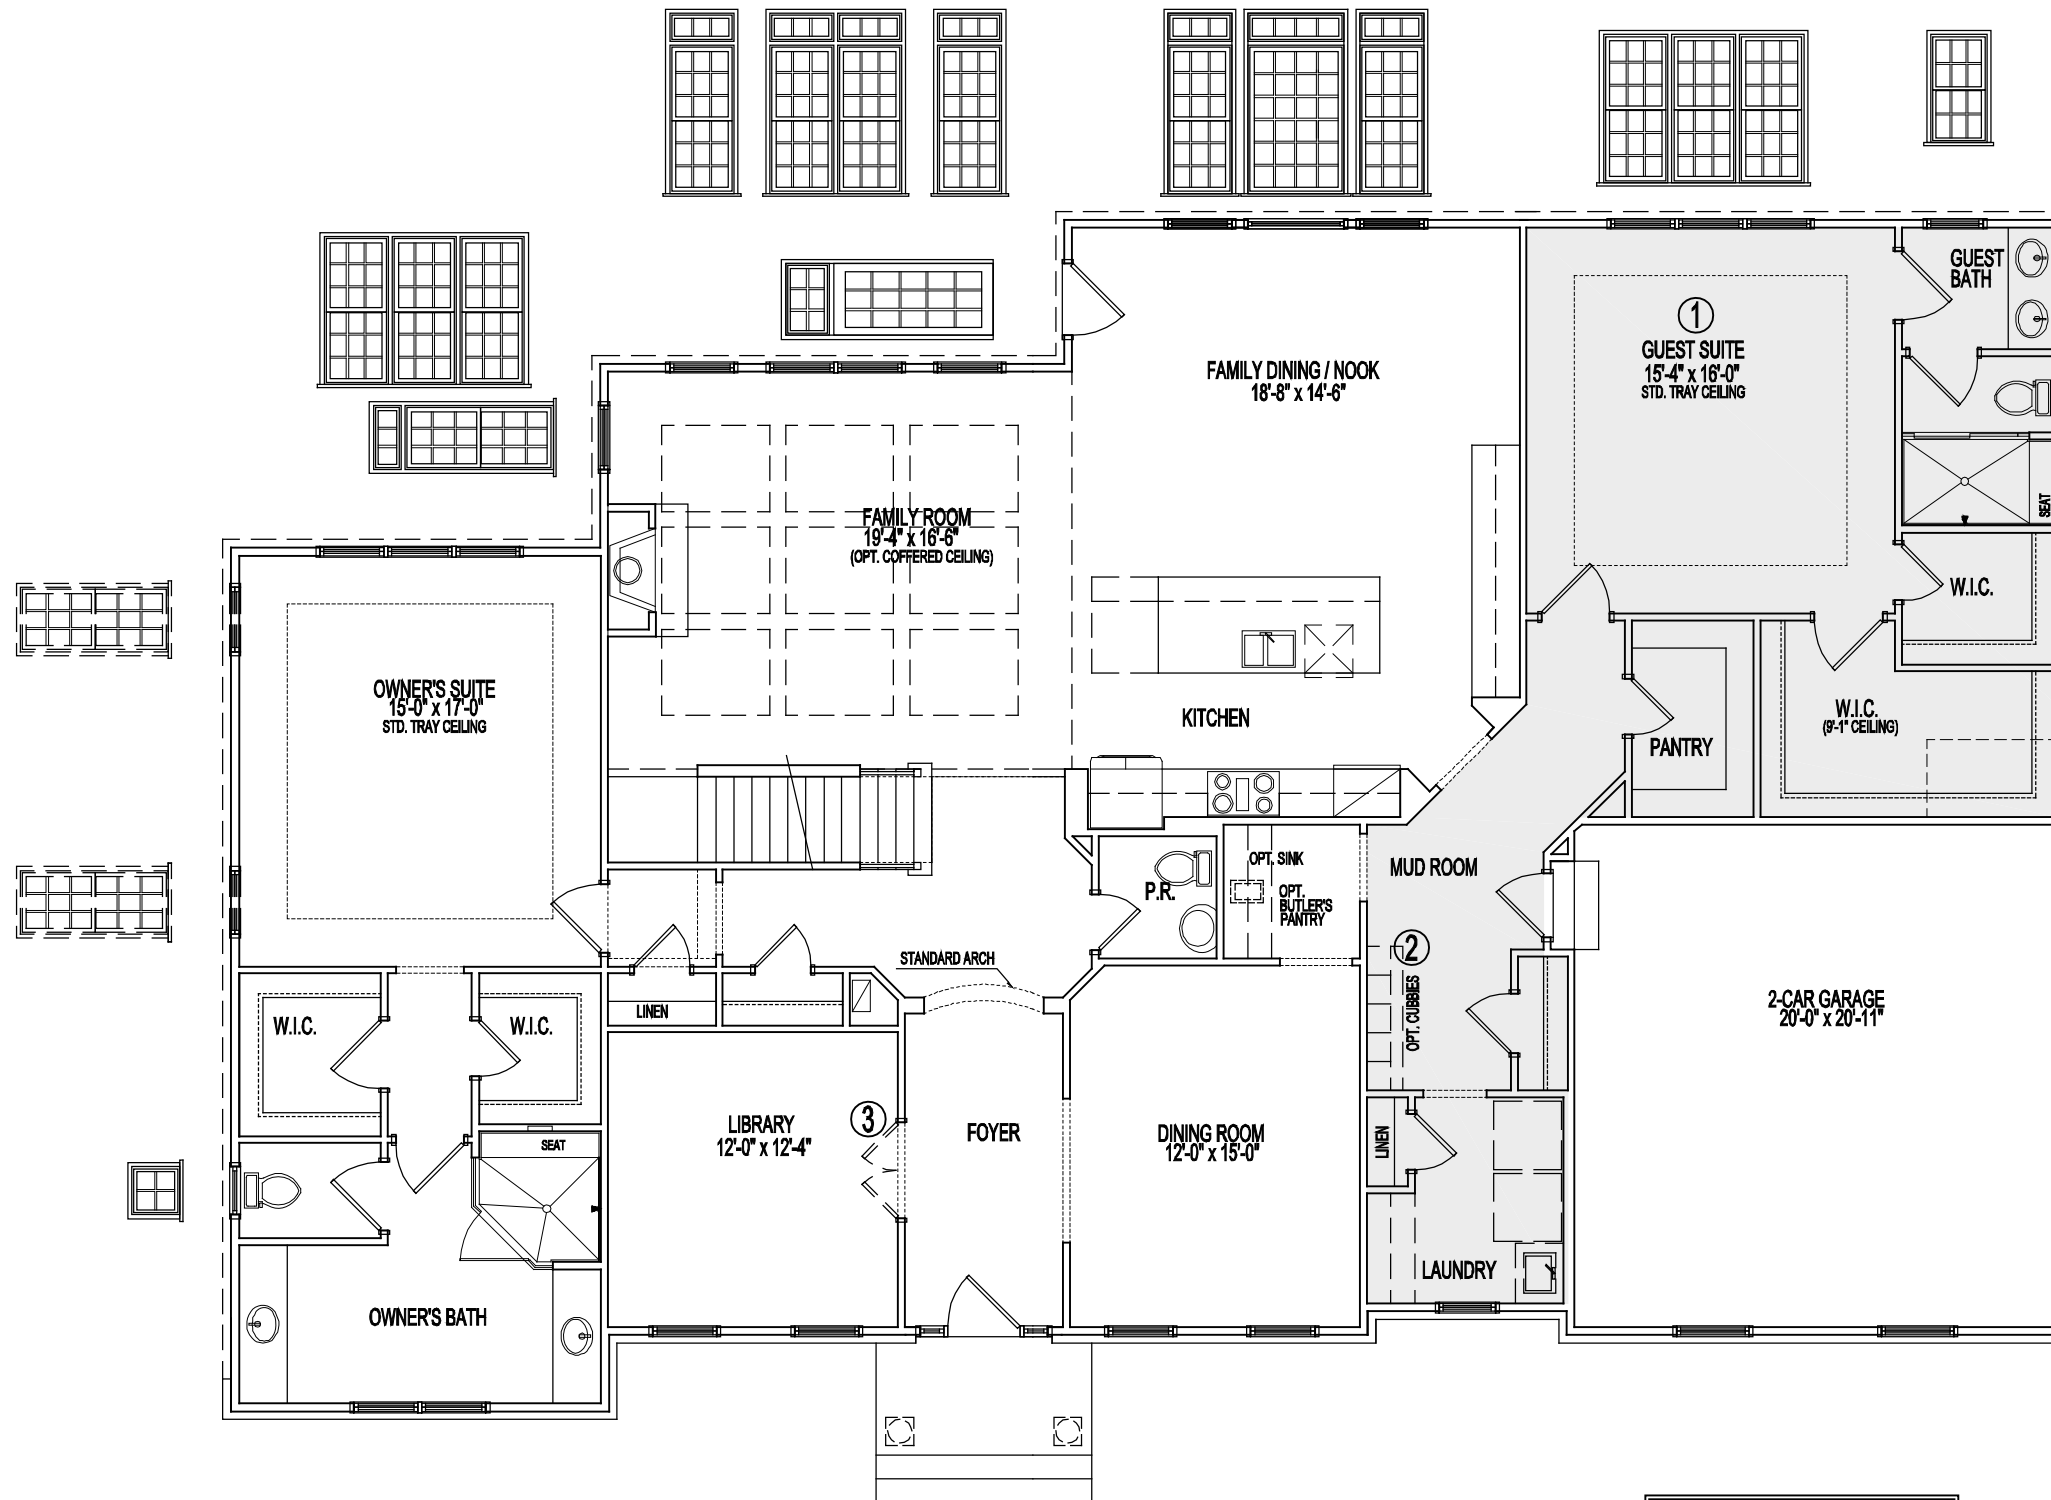 GUEST
BATH
1
GUEST SUITE
15'-4" x 16'-0"
STD. TRAY CEILING
FAMILY DINING / NOOK
18'-8" x 14'-6"
SEAT
FAMILY ROOM
19'-4" x 16'-6"
(OPT. COFFERED CEILING)
W.I.C.
OWNER'S SUITE
15'-0" x 17'-0"
STD. TRAY CEILING
KITCHEN
W.I.C.
(9'-1" CEILING)
PANTRY
OPT. SINK
MUD ROOM
P.R.
OPT.
BUTLER'S
PANTRY
2
STANDARD ARCH
OPT. CUBBIES
LINEN
2-CAR GARAGE
20'-0" x 20'-11"
W.I.C.
W.I.C.
LIBRARY
12'-0" x 12'-4"
3
FOYER
DINING ROOM
12'-0" x 15'-0"
LINEN
SEAT
LAUNDRY
OWNER'S BATH